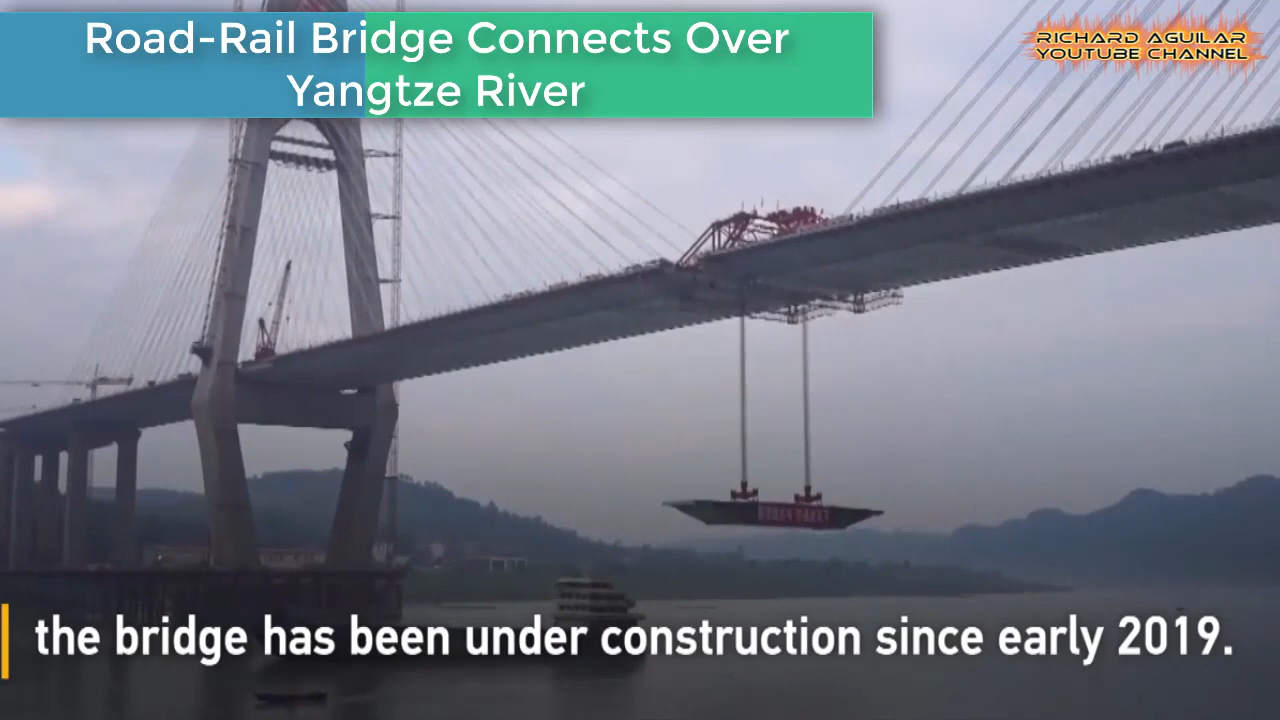 Road-Rail Bridge Connects Over
Yangtze River
RICHARD AGUILAR
YOUTUBE CHANNEL
the bridge has been under construction since early 2019.